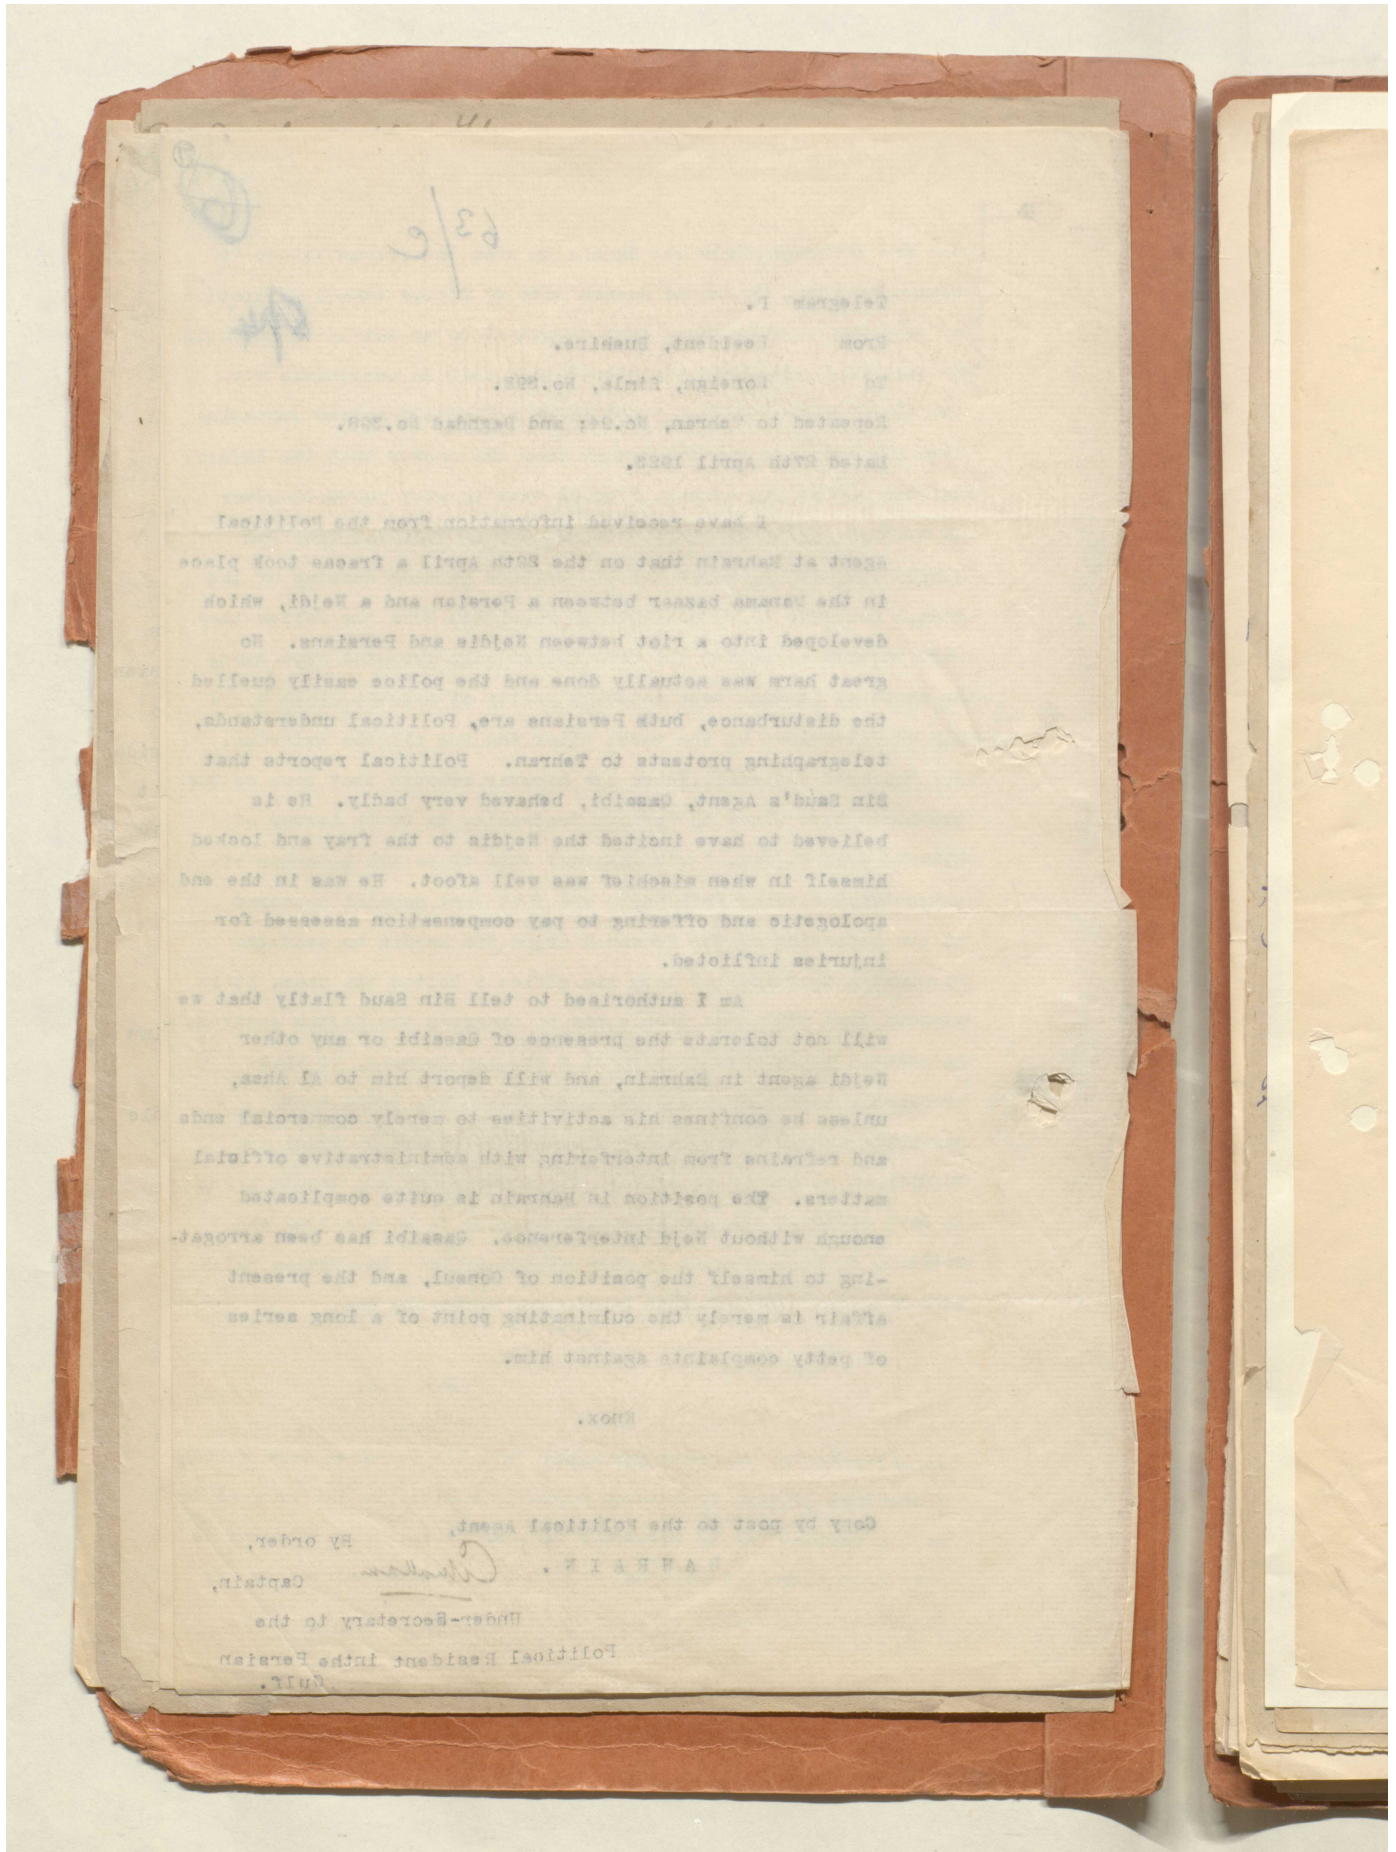 63/C
Telegram P.
From Resident, Bushire.
To Foreign, Simla, No.
Repeated to Tehran, No. and Baghdad No.
Dated 27th April
I have received information from the Political
Agent at Bahrain that on the April a fracas took place
in the Manama bazaar between a Persian and a Nejdi, which
developed into a riot between Nejdis and Persians. No
great harm was actually done and the police easily quelled
the disturbance, but Persians are, Political understands,
telegraphing protests to Tehran. Political reports that
Bin Saud's Agent, Qasaibi, behaved very badly. He is
believed to have incited the Nejdis to the fray and locked
himself in when mischief was well afoot. He was in the end
apologetic and offering to pay compensation assessed for
injuries inflicted.
Am I authorised to tell Bin Saud flatly that we
will not tolerate the presence of Qasaibi or any other
Nejdi agent in Bahrain, and will deport him to Al Ahsa,
unless he confines his activities to merely commercial ends
and refrains from interfering with administrative official
matters. The position in Bahrain is quite complicated
enough without Nejd interference. Qasaibi has been arrogat-
-ing to himself the position of Consul, and the present
affair is merely the culminating point of a long series
of petty complaints against him.
Knox.
Copy by post to the Political Agent,
BAHRAIN.
By order,
Captain,
Under-Secretary to the
Political Resident inthe Persian
Gulf.